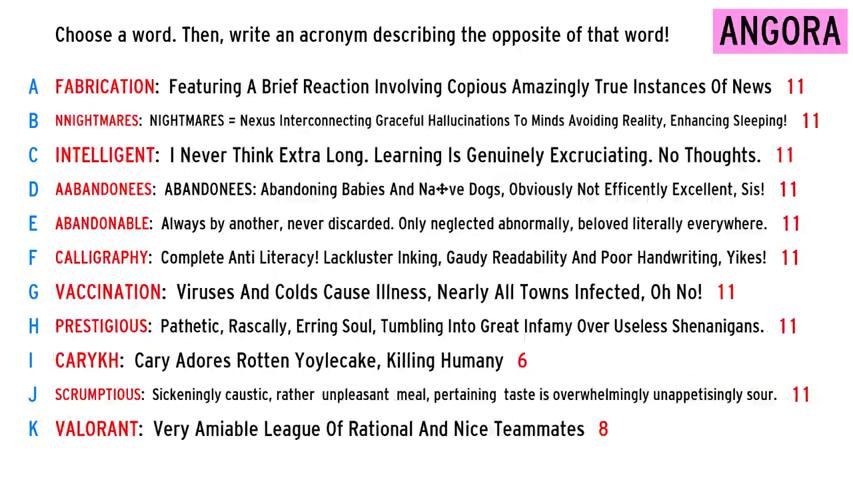 Choose a word. Then, write an acronym describing the opposite of that word!
ANGORA
A FABRICATION: Featuring A Brief Reaction Involving Copious Amazingly True Instances Of News 11
B NNIGHTMARES: NIGHTMARES = Nexus Interconnecting Graceful Hallucinations To Minds Avoiding Reality, Enhancing Sleeping! 11
C INTELLIGENT: I Never Think Extra Long. Learning Is Genuinely Excruciating. No Thoughts. 11
D AABANDONEES: ABANDONEES: Abandoning Babies And Na✢ve Dogs, Obviously Not Efficently Excellent, Sis! 11
E ABANDONABLE: Always by another, never discarded. Only neglected abnormally, beloved literally everywhere. 11
F CALLIGRAPHY: Complete Anti Literacy! Lackluster Inking, Gaudy Readability And Poor Handwriting, Yikes! 11
G VACCINATION: Viruses And Colds Cause Illness, Nearly All Towns Infected, Oh No! 11
H PRESTIGIOUS: Pathetic, Rascally, Erring Soul, Tumbling Into Great Infamy Over Useless Shenanigans. 11
I CARYKH: Cary Adores Rotten Yoylecake, Killing Humany 6
J SCRUMPTIOUS: Sickeningly caustic, rather unpleasant meal, pertaining taste is overwhelmingly unappetisingly sour. 11
K VALORANT: Very Amiable League Of Rational And Nice Teammates 8